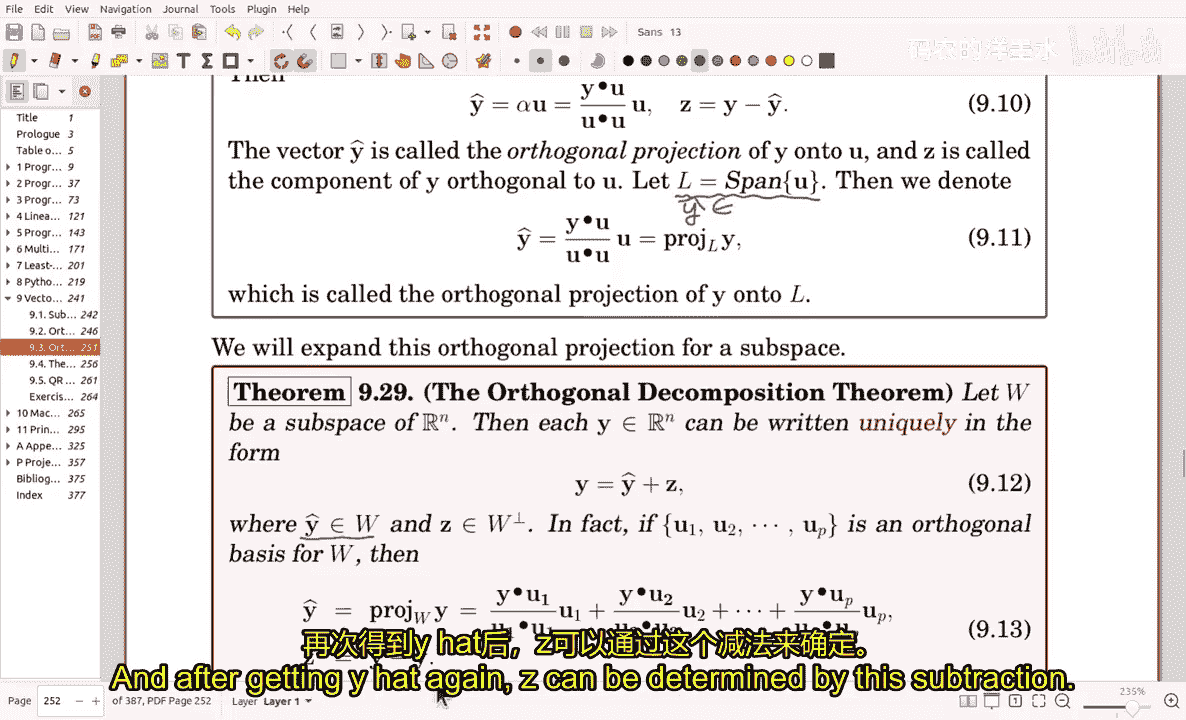 File Edit View Navigation Journal Tools Plugin Help
Sans 13
Then
ŷ = αu = y•u / u•u u, z = y − ŷ. (9.10)
The vector ŷ is called the orthogonal projection of y onto u, and z is called
the component of y orthogonal to u. Let L = Span{u}. Then we denote
y ∈
ŷ = y•u / u•u u = proj_L y, (9.11)
which is called the orthogonal projection of y onto L.
We will expand this orthogonal projection for a subspace.
Theorem 9.29. (The Orthogonal Decomposition Theorem) Let W
be a subspace of ℝⁿ. Then each y ∈ ℝⁿ can be written uniquely in the
form
y = ŷ + z, (9.12)
where ŷ ∈ W and z ∈ W⊥. In fact, if {u₁, u₂, ⋯, uₚ} is an orthogonal
basis for W, then
ŷ = proj_W y = y•u₁ u₁ + y•u₂ u₂ + ⋯ + y•uₚ uₚ, (9.13)
再次得到y hat后，z可以通过这个减法来确定。
And after getting y hat again, z can be determined by this subtraction.
Title 1
Prologue 3
Table o... 5
1 Progr... 9
2 Progr... 37
3 Progr... 73
4 Linea... 121
5 Progr... 143
6 Multi... 171
7 Least-... 201
8 Pytho... 219
9 Vecto... 241
9.1. Sub... 242
9.2. Ort... 246
9.3. Ort... 251
9.4. The... 256
9.5. QR ... 261
Exercis... 264
10 Mac... 265
11 Prin... 295
A Appe... 325
P Proje... 357
Bibliog... 375
Index 377
Page 252 of 387, PDF Page 252 Layer Layer 1 235%